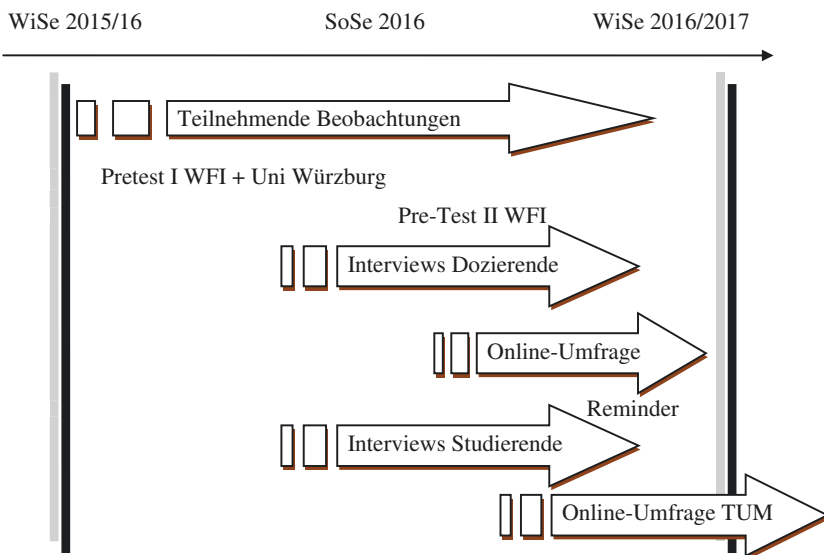 WiSe 2015/16 SoSe 2016 WiSe 2016/2017
Teilnehmende Beobachtungen
Pretest I WFI + Uni Würzburg
Pre-Test II WFI
Interviews Dozierende
Online-Umfrage
Reminder
Interviews Studierende
Online-Umfrage TUM